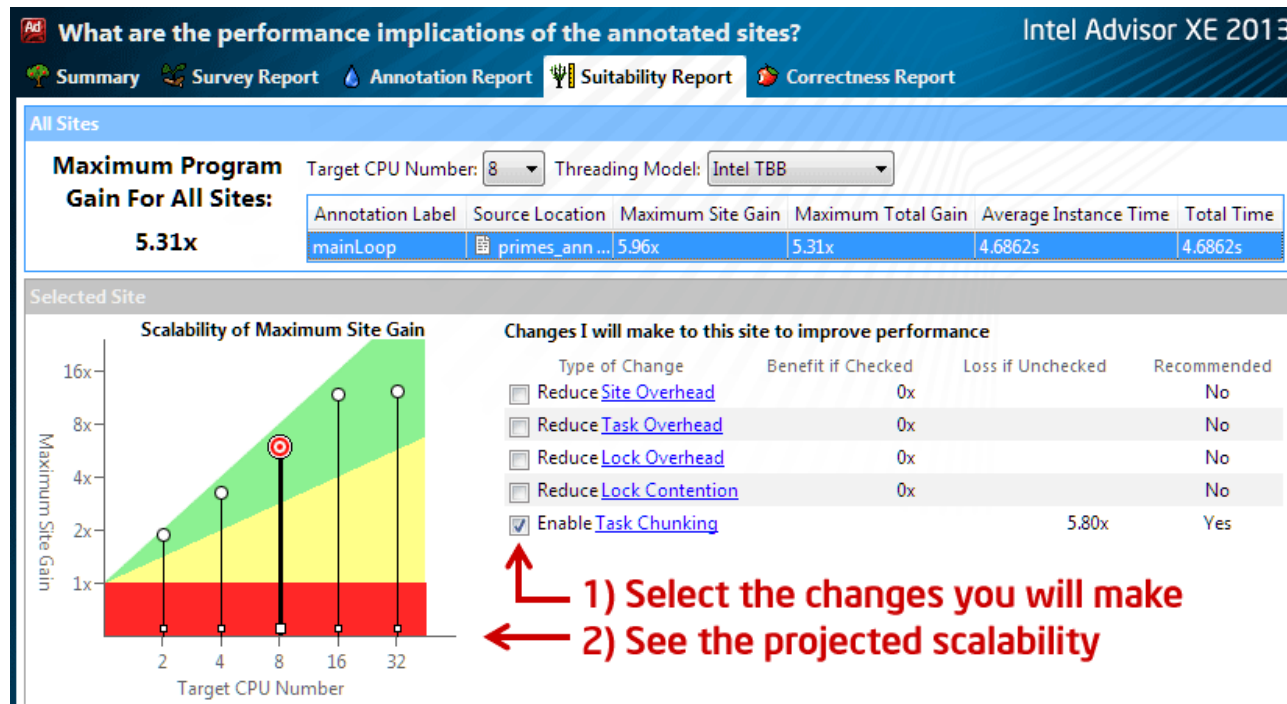 What are the performance implications of the annotated sites? Intel Advisor XE 2013
Summary Survey Report Annotation Report Suitability Report Correctness Report
All Sites
Maximum Program
Gain For All Sites:
5.31x
Target CPU Number: 8 Threading Model: Intel TBB
Annotation Label Source Location Maximum Site Gain Maximum Total Gain Average Instance Time Total Time
mainLoop primes_ann ... 5.96x 5.31x 4.6862s 4.6862s
Selected Site
Scalability of Maximum Site Gain
Maximum Site Gain
16x
8x
4x
2x
1x
2 4 8 16 32
Target CPU Number
Changes I will make to this site to improve performance
Type of Change Benefit if Checked Loss if Unchecked Recommended
Reduce Site Overhead 0x No
Reduce Task Overhead 0x No
Reduce Lock Overhead 0x No
Reduce Lock Contention 0x No
Enable Task Chunking 5.80x Yes
1) Select the changes you will make
2) See the projected scalability